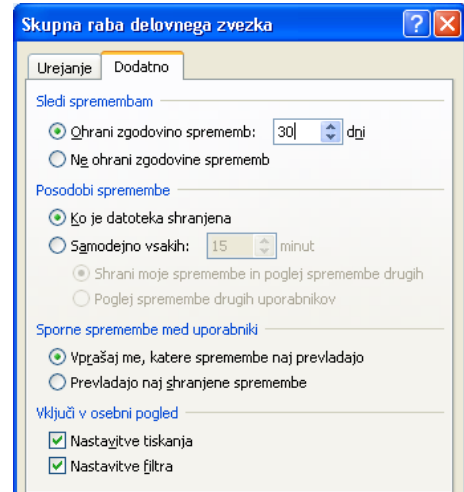 Skupna raba delovnega zvezka
Urejanje Dodatno
Sledi spremembam
Ohrani zgodovino sprememb: 30 dni
Ne ohrani zgodovine sprememb
Posodobi spremembe
Ko je datoteka shranjena
Samodejno vsakih: 15 minut
Shrani moje spremembe in poglej spremembe drugih
Poglej spremembe drugih uporabnikov
Sporne spremembe med uporabniki
Vprašaj me, katere spremembe naj prevladajo
Prevladajo naj shranjene spremembe
Vključi v osebni pogled
Nastavitve tiskanja
Nastavitve filtra